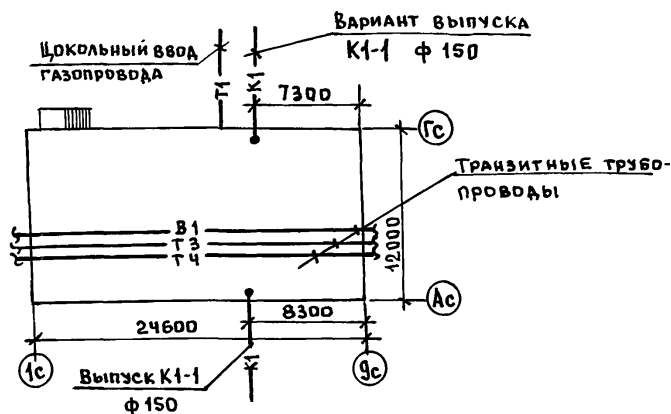 Цокольный ввод
газопровода
Вариант выпуска
К1-1 ф 150
Т1
К1
7300
Гс
Транзитные трубо-
проводы
В1
Т3
Т4
12000
Ас
8300
24600
1с
9с
Выпуск К1-1
ф 150
К1